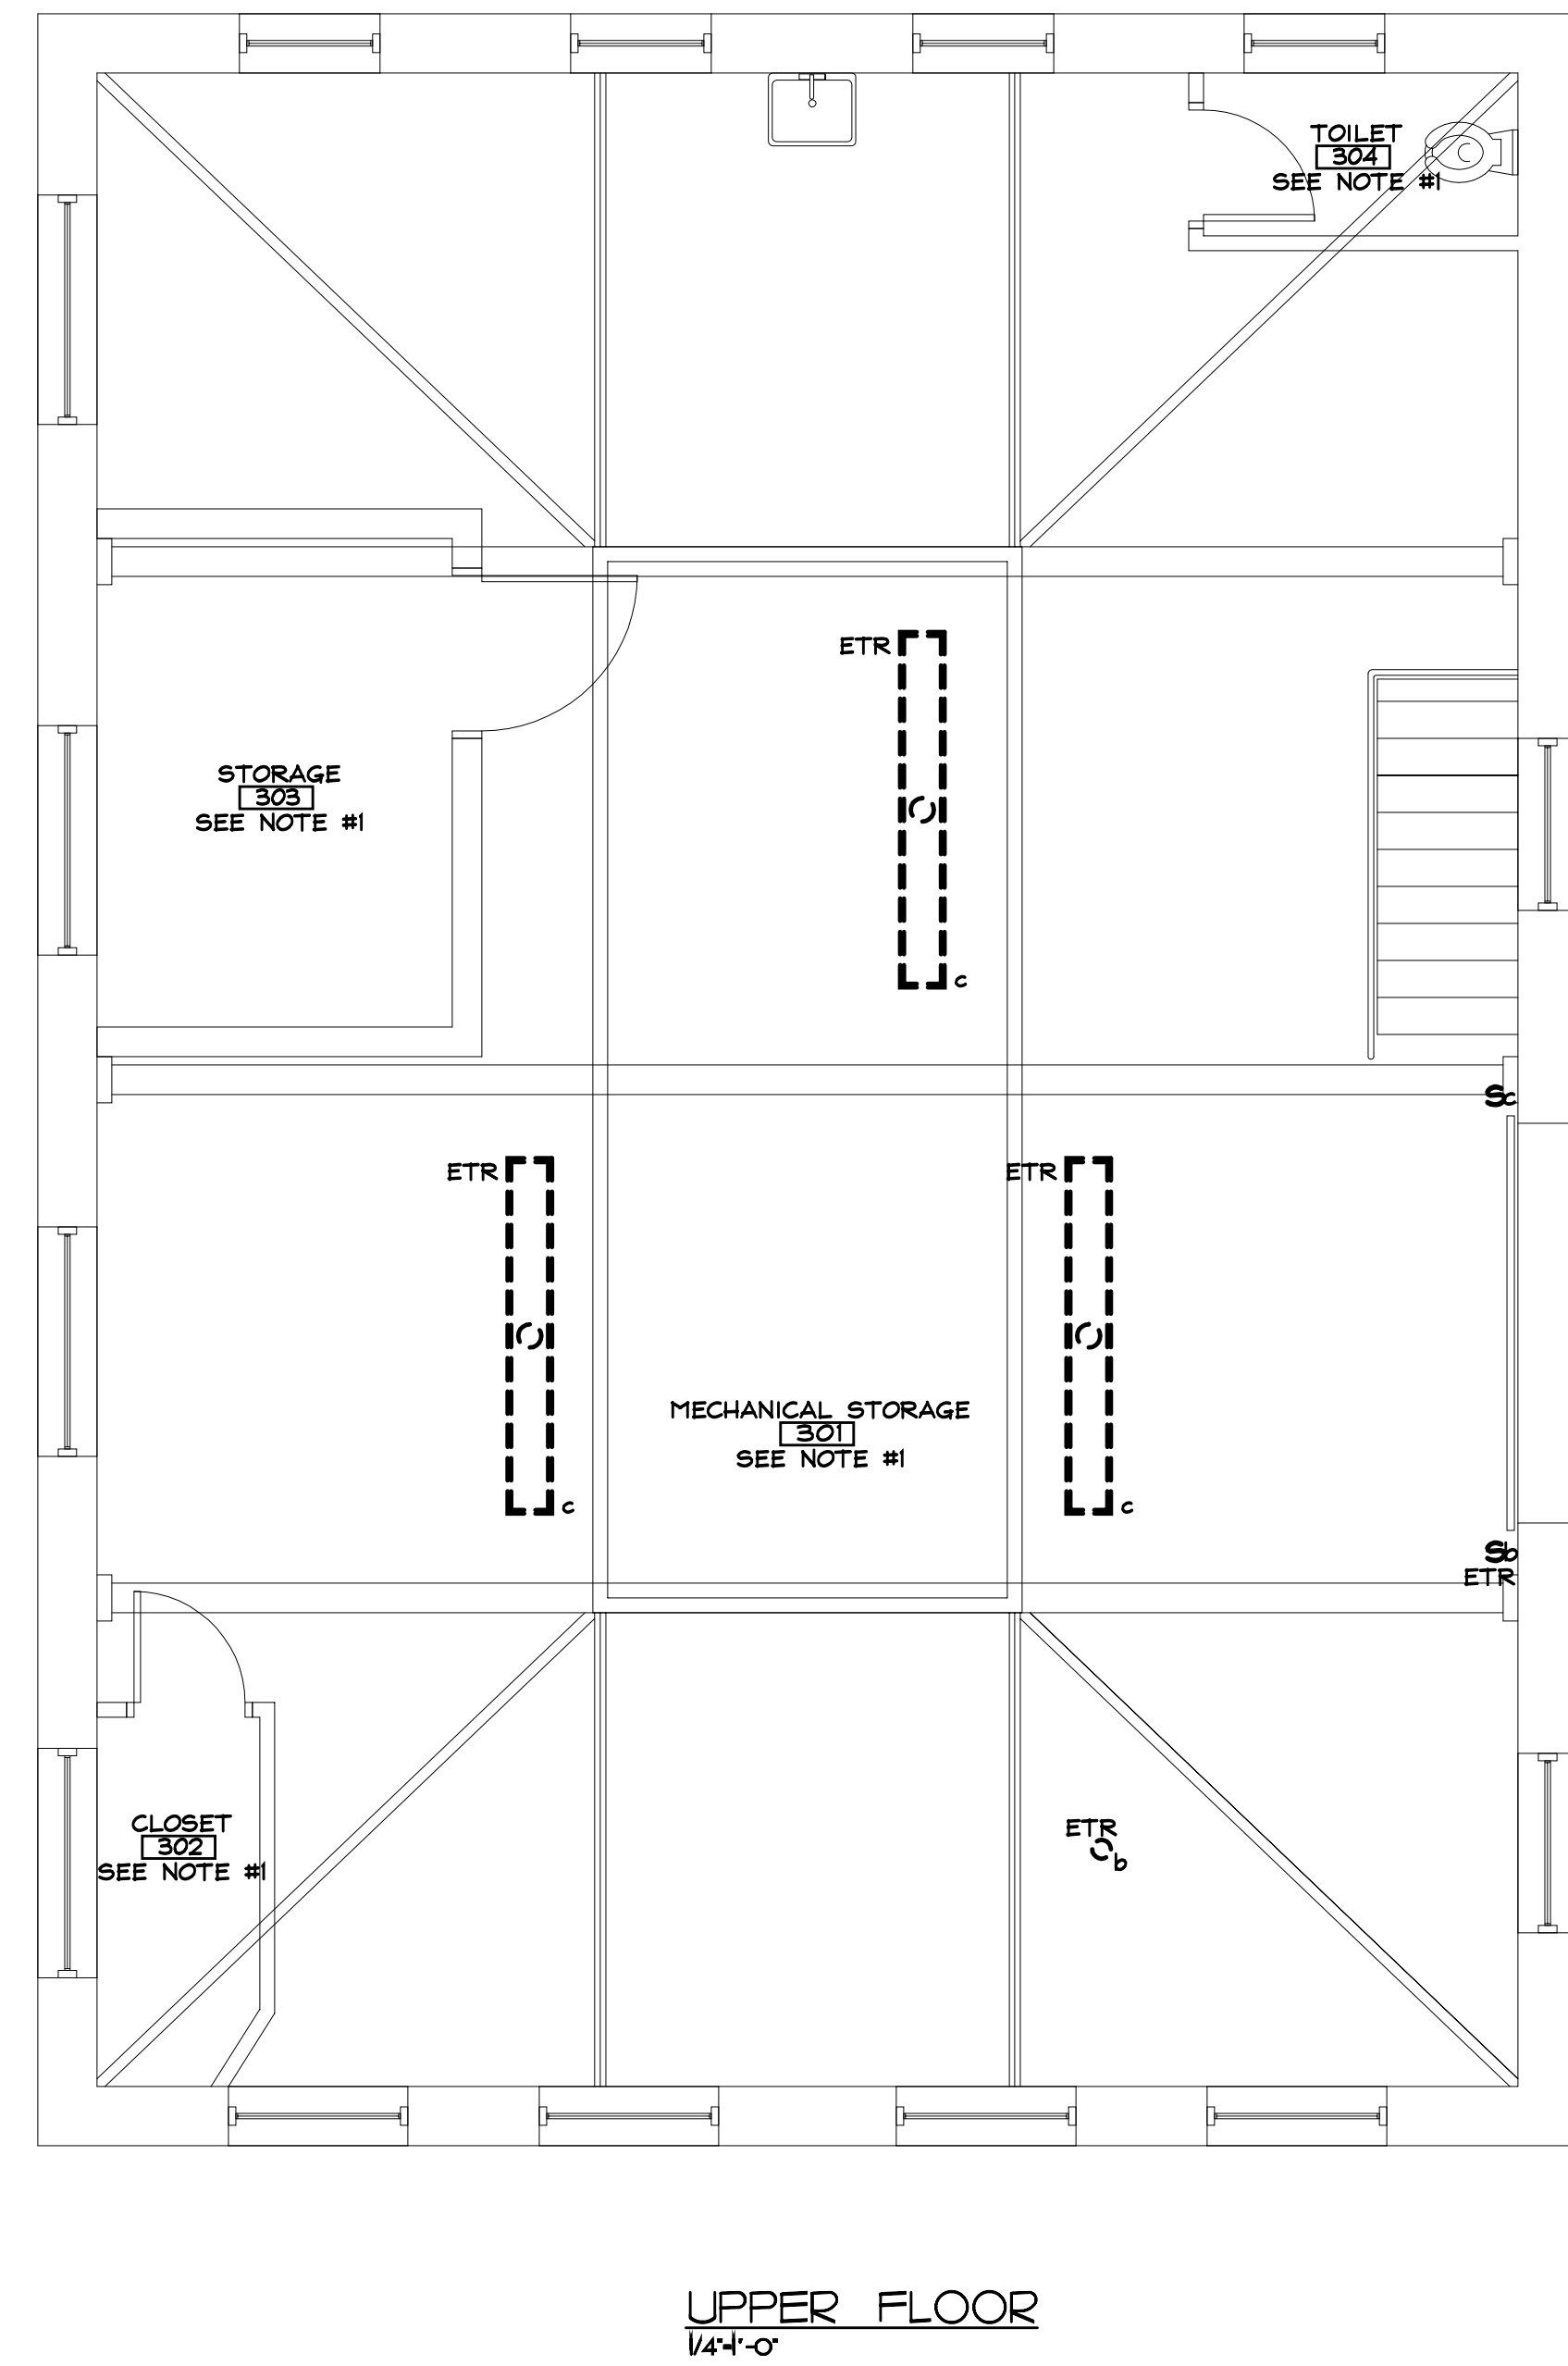 TOILET
304
SEE NOTE #1
ETR
STORAGE
303
SEE NOTE #1
c
Sc
ETR
ETR
MECHANICAL STORAGE
301
SEE NOTE #1
c
c
Sb
ETR
CLOSET
302
SEE NOTE #1
ETR
b
UPPER FLOOR
1/4"=1'-0"